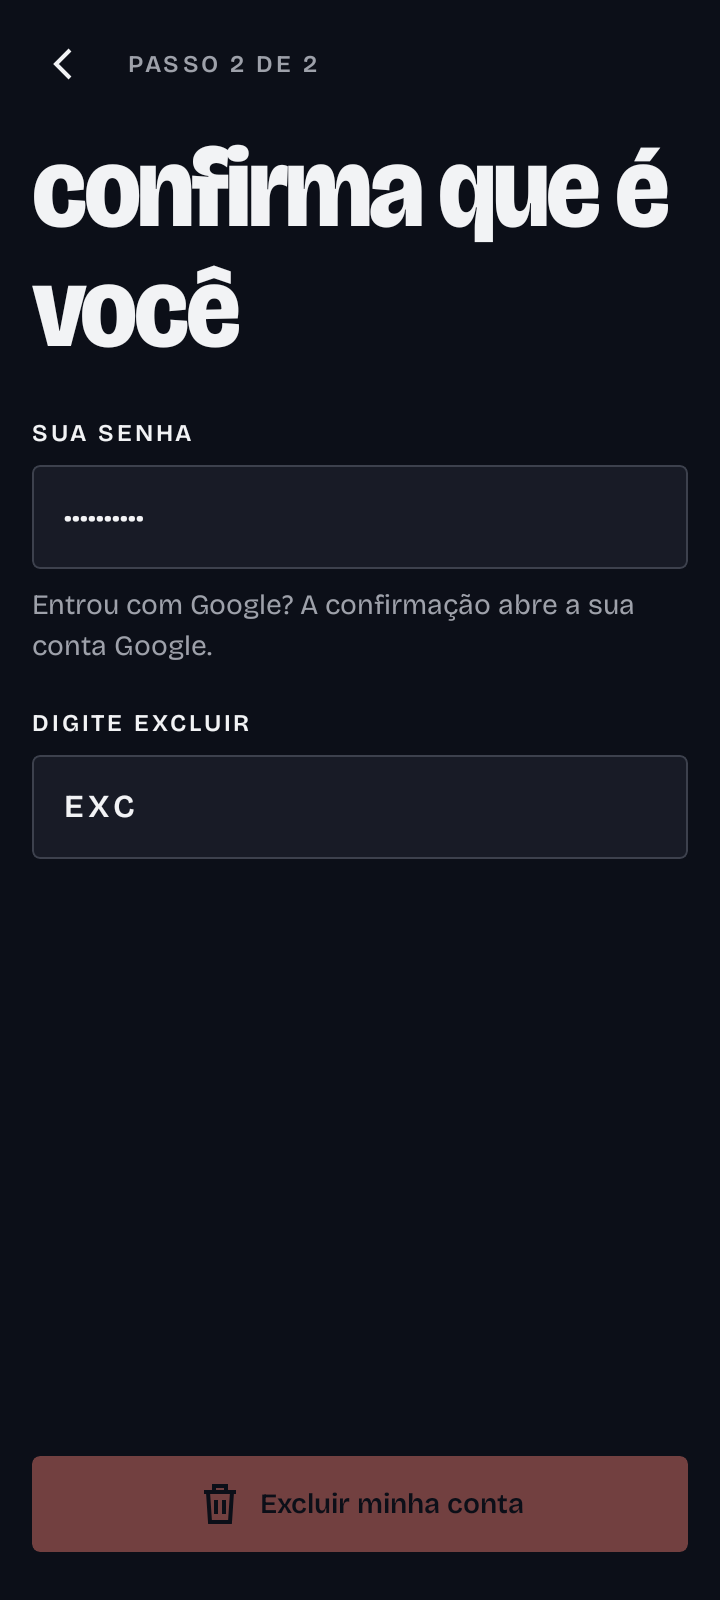 PASSO 2 DE 2
confirma que é
você
SUA SENHA
••••••••••
Entrou com Google? A confirmação abre a sua
conta Google.
DIGITE EXCLUIR
EXC
Excluir minha conta